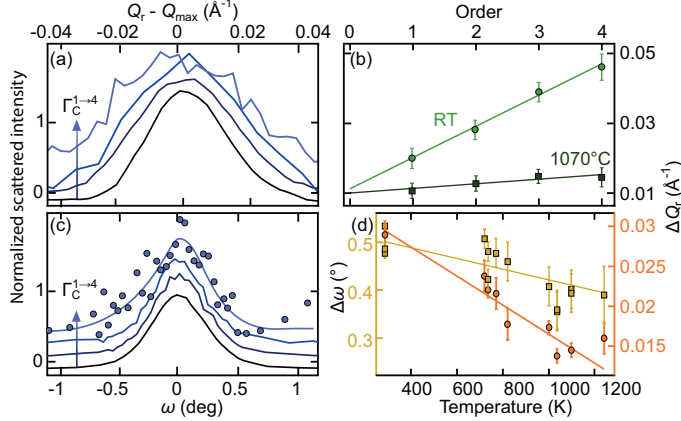 Q_r - Q_max (Å⁻¹)
Order
-0.04 -0.02 0 0.02 0.04
0 1 2 3 4
(a)
(b)
0.05
Γ_C^1→4
1
0
RT
1070°C
0.03
0.01
ΔQ_r (Å⁻¹)
Normalized scattered intensity
(c)
(d)
Γ_C^1→4
1
0
0.5
0.4
0.3
Δω (°)
0.03
0.025
0.02
0.015
-1 -0.5 0 0.5 1
400 600 800 1000 1200
ω (deg)
Temperature (K)